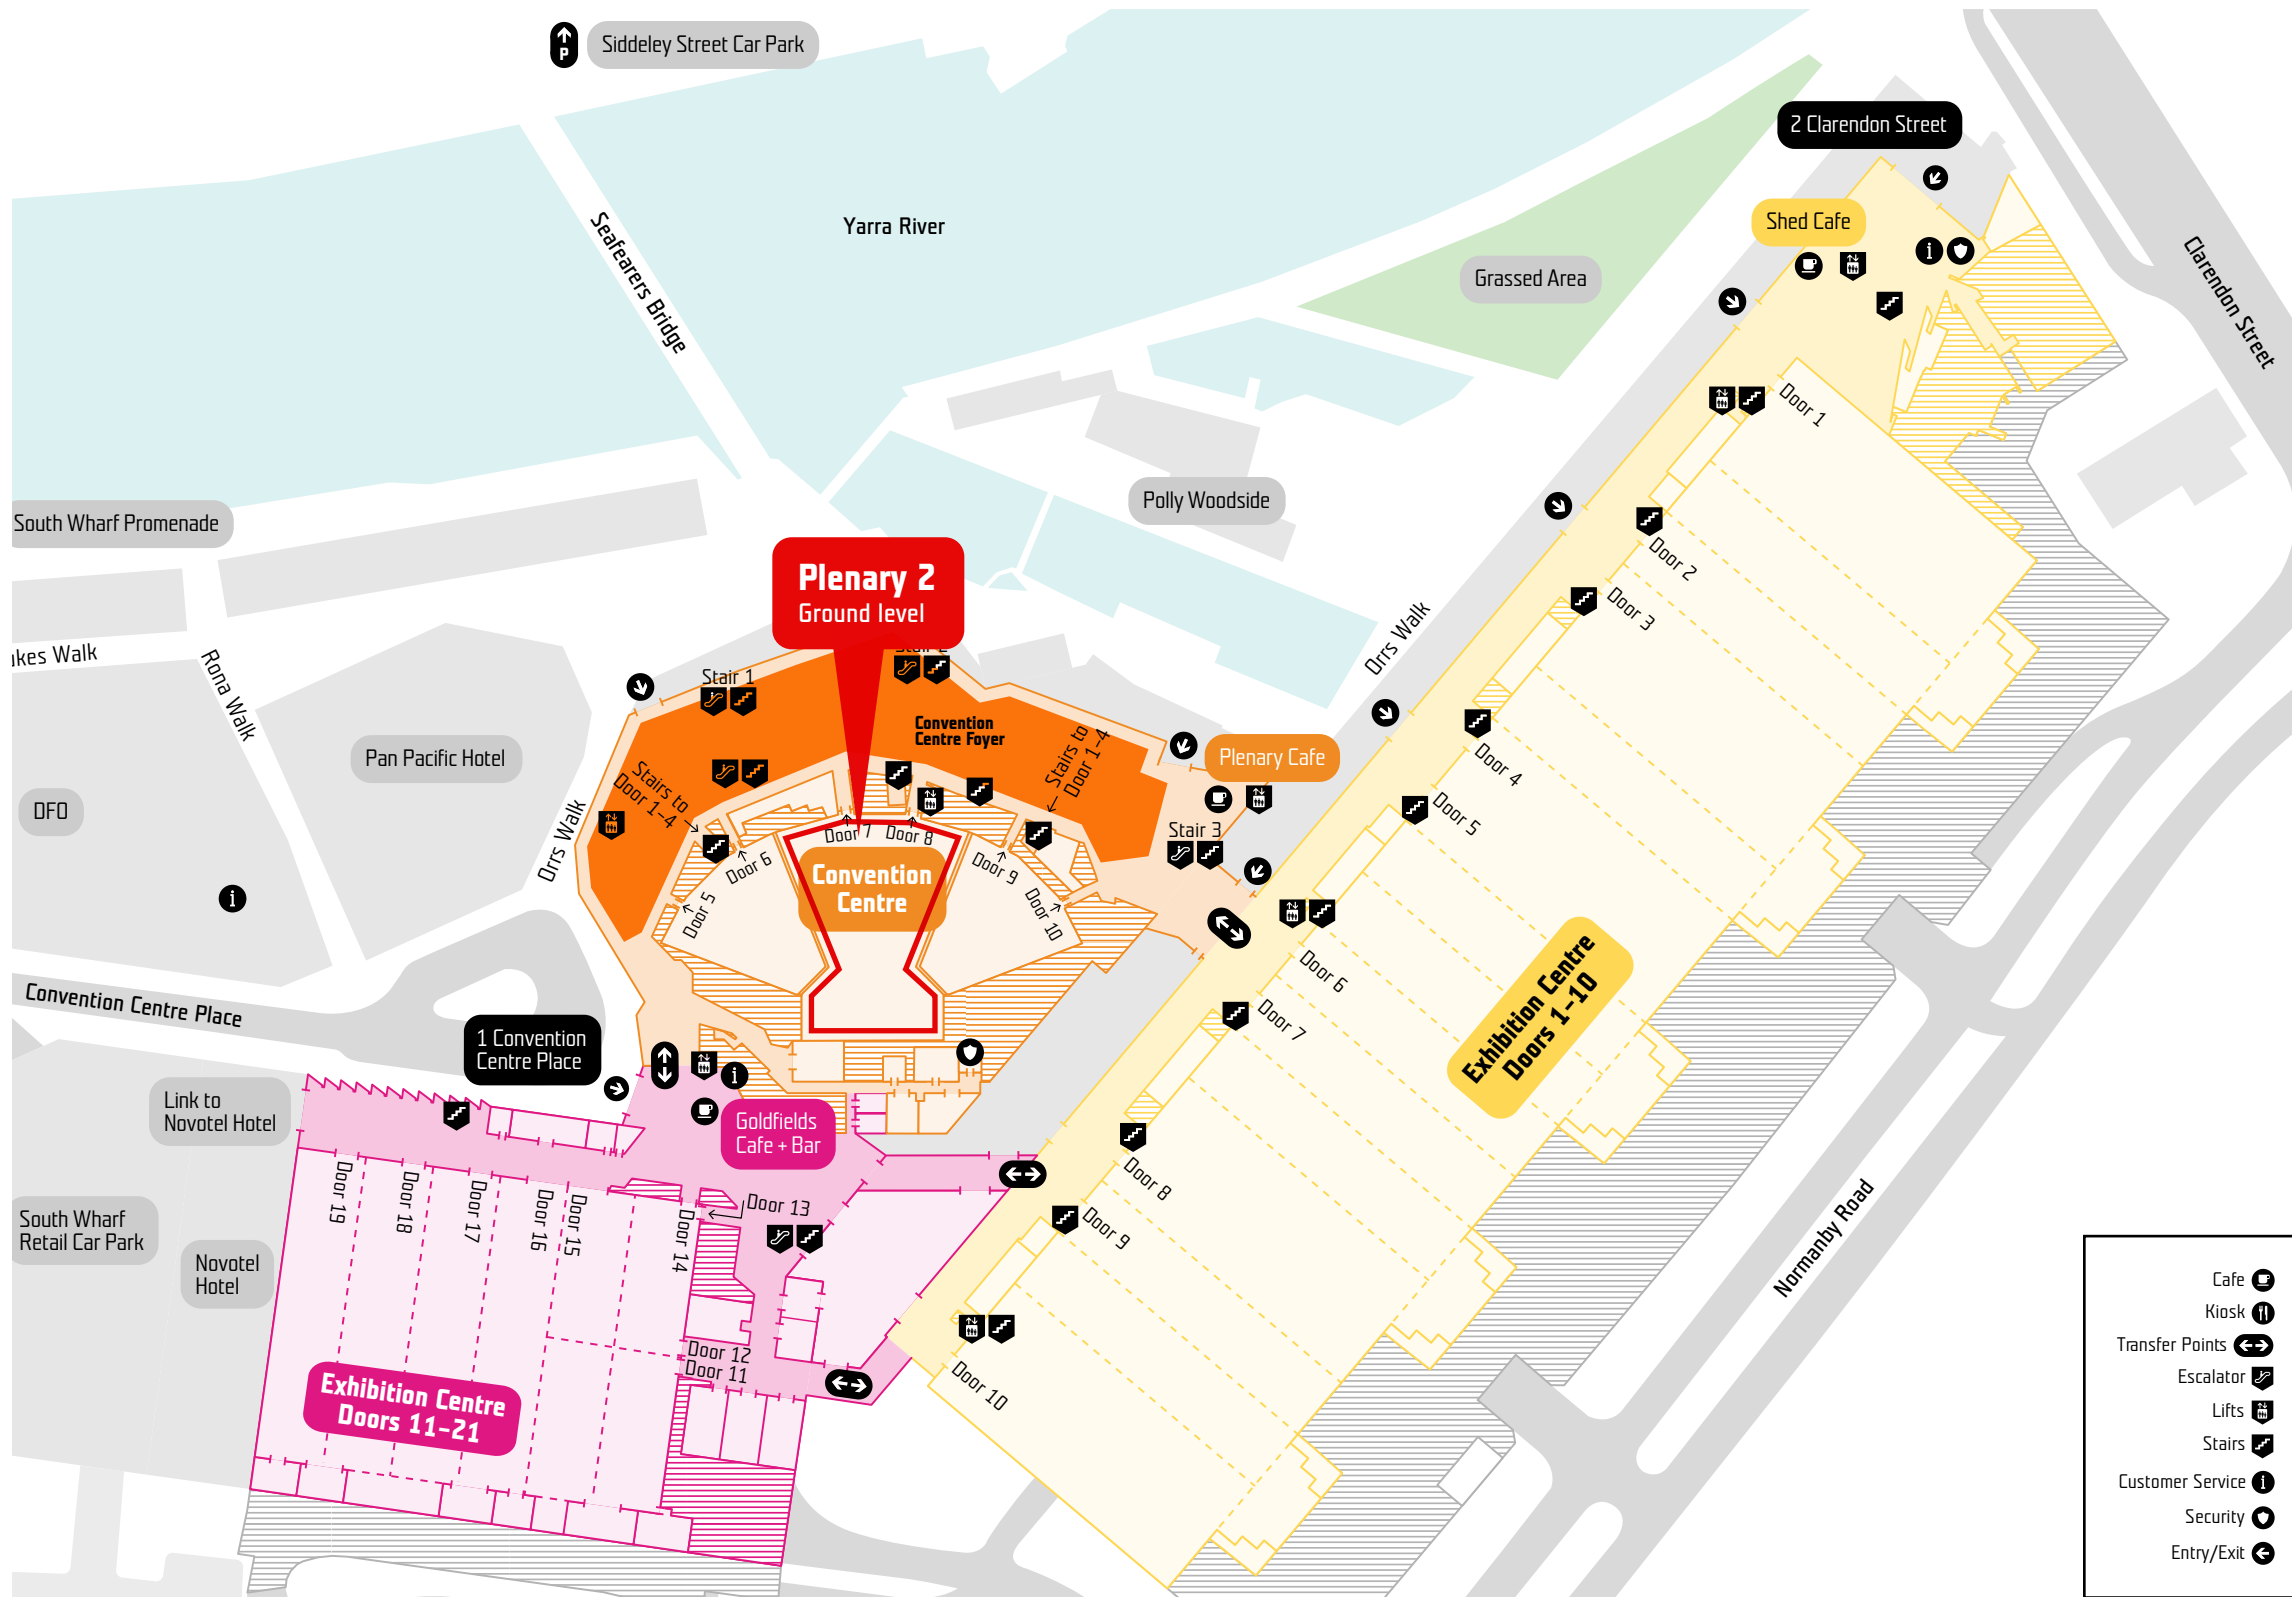 P
Siddeley Street Car Park
2 Clarendon Street
Yarra River
Seafearers Bridge
Shed Cafe
Grassed Area
Clarendon Street
i
Door 1
South Wharf Promenade
Polly Woodside
Door 2
Door 3
Plenary 2
Ground level
Orrs Walk
Walk
Rona Walk
Stair 1
Convention
Centre Foyer
Stairs to
Door 1-4
Pan Pacific Hotel
Plenary Cafe
Door 4
Stairs to
Door 1-4
DFO
Orrs Walk
Door 7
Door 8
Stair 3
Door 5
Door 6
Door 9
Convention
Centre
Door 5
Door 10
i
Door 6
Exhibition Centre
Doors 1-10
Convention Centre Place
Door 7
1 Convention
Centre Place
i
Link to
Novotel Hotel
Goldfields
Cafe + Bar
Door 8
Door 19
Door 18
Door 17
Door 16
Door 15
Door 14
Door 13
Door 9
South Wharf
Retail Car Park
Novotel
Hotel
Normanby Road
Door 12
Door 11
Door 10
Exhibition Centre
Doors 11-21
Cafe
Kiosk
Transfer Points
Escalator
Lifts
Stairs
Customer Service i
Security
Entry/Exit